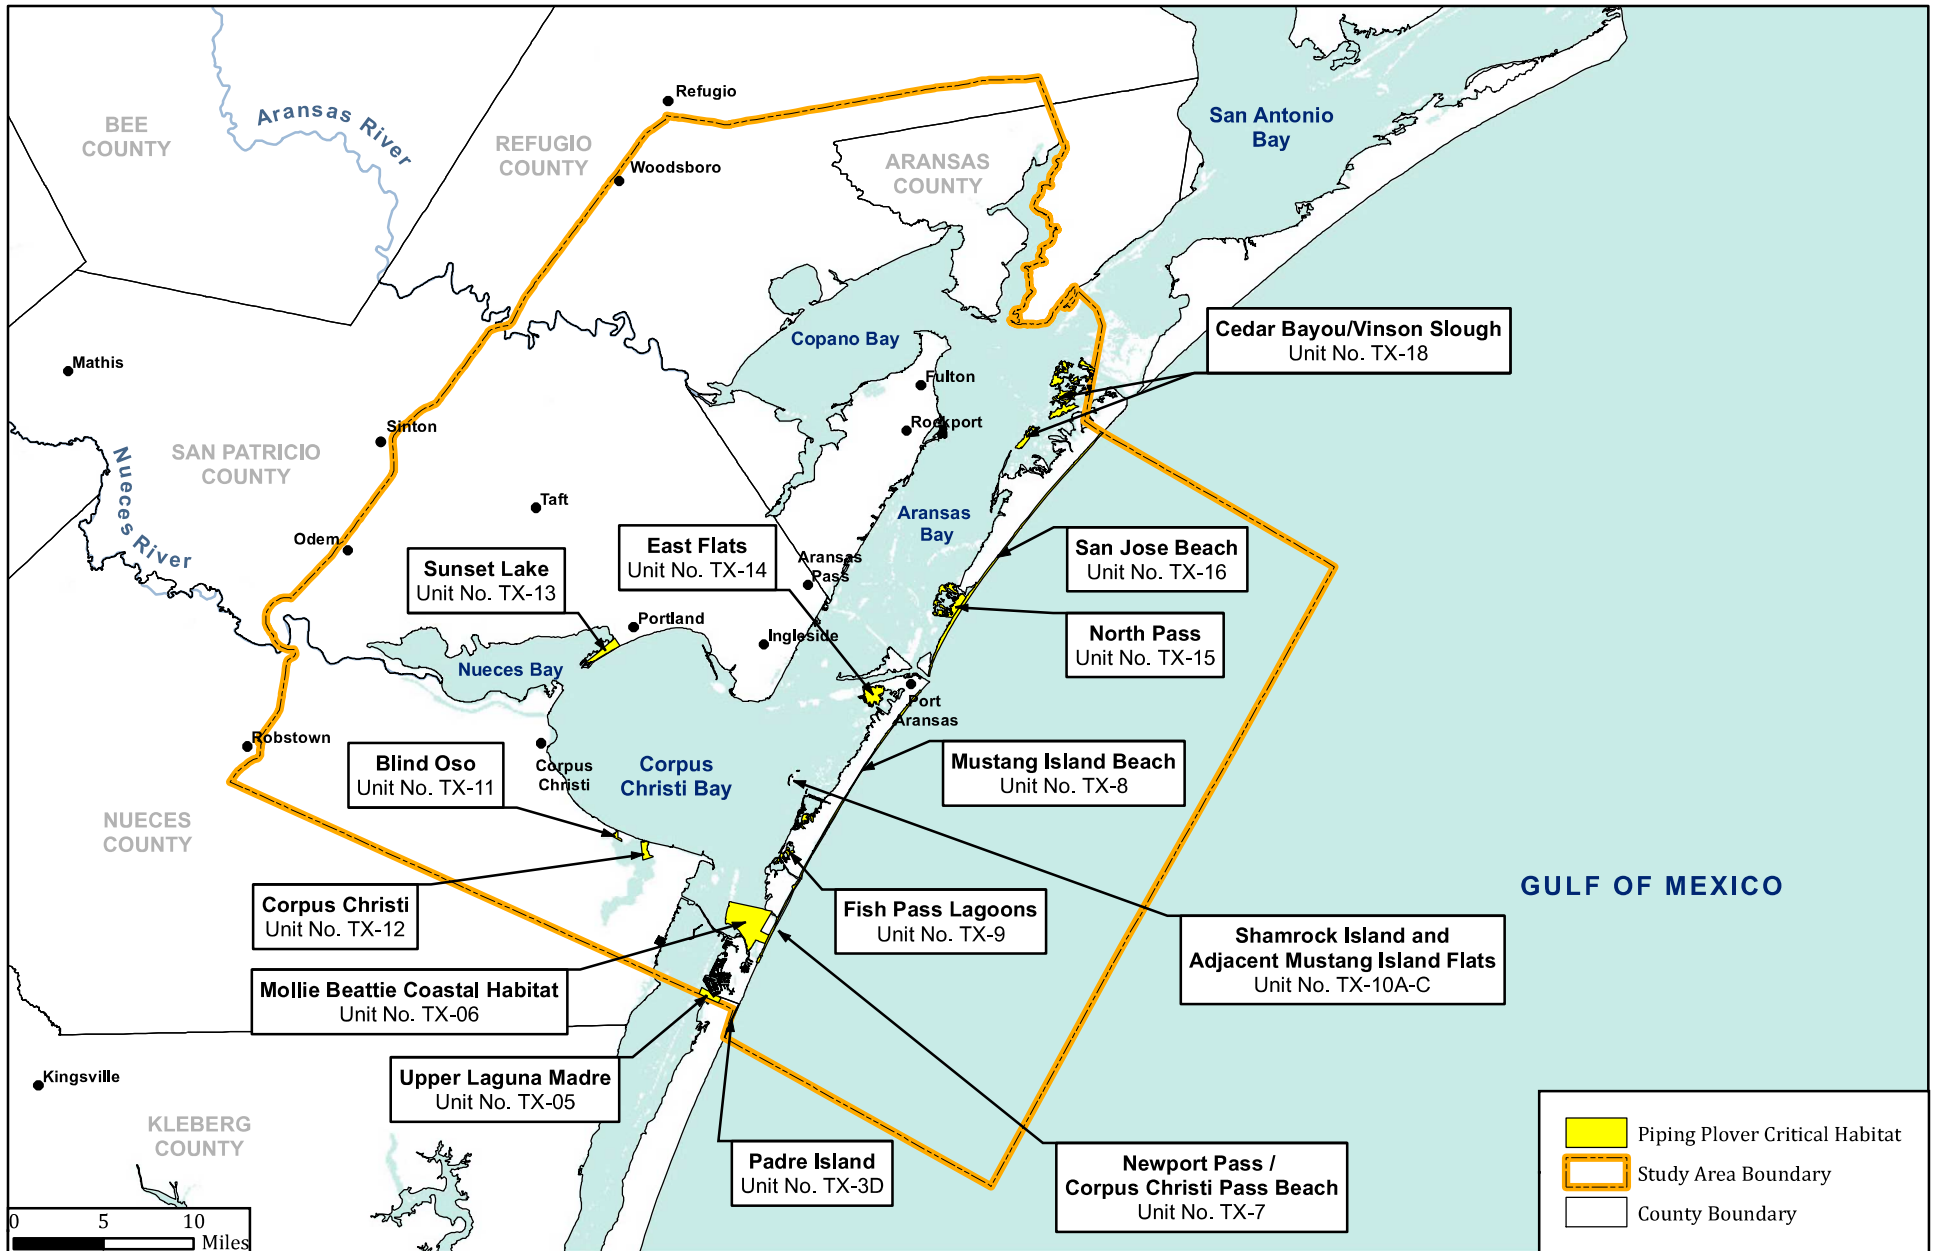 BEE
COUNTY
Aransas River
REFUGIO
COUNTY
Refugio
Woodsboro
ARANSAS
COUNTY
San Antonio
Bay
Copano Bay
Cedar Bayou/Vinson Slough
Unit No. TX-18
Mathis
Fulton
Rockport
Sinton
SAN PATRICIO
COUNTY
Nueces River
Taft
Odem
Aransas
Bay
East Flats
Unit No. TX-14
Sunset Lake
Unit No. TX-13
Aransas
Pass
San Jose Beach
Unit No. TX-16
Portland
Ingleside
North Pass
Unit No. TX-15
Nueces Bay
Port
Aransas
Robstown
Blind Oso
Unit No. TX-11
Corpus
Christi
Corpus
Christi Bay
Mustang Island Beach
Unit No. TX-8
NUECES
COUNTY
Corpus Christi
Unit No. TX-12
Fish Pass Lagoons
Unit No. TX-9
GULF OF MEXICO
Shamrock Island and
Adjacent Mustang Island Flats
Unit No. TX-10A-C
Mollie Beattie Coastal Habitat
Unit No. TX-06
Upper Laguna Madre
Unit No. TX-05
Kingsville
KLEBERG
COUNTY
Padre Island
Unit No. TX-3D
Newport Pass /
Corpus Christi Pass Beach
Unit No. TX-7
Piping Plover Critical Habitat
Study Area Boundary
County Boundary
0 5 10
Miles